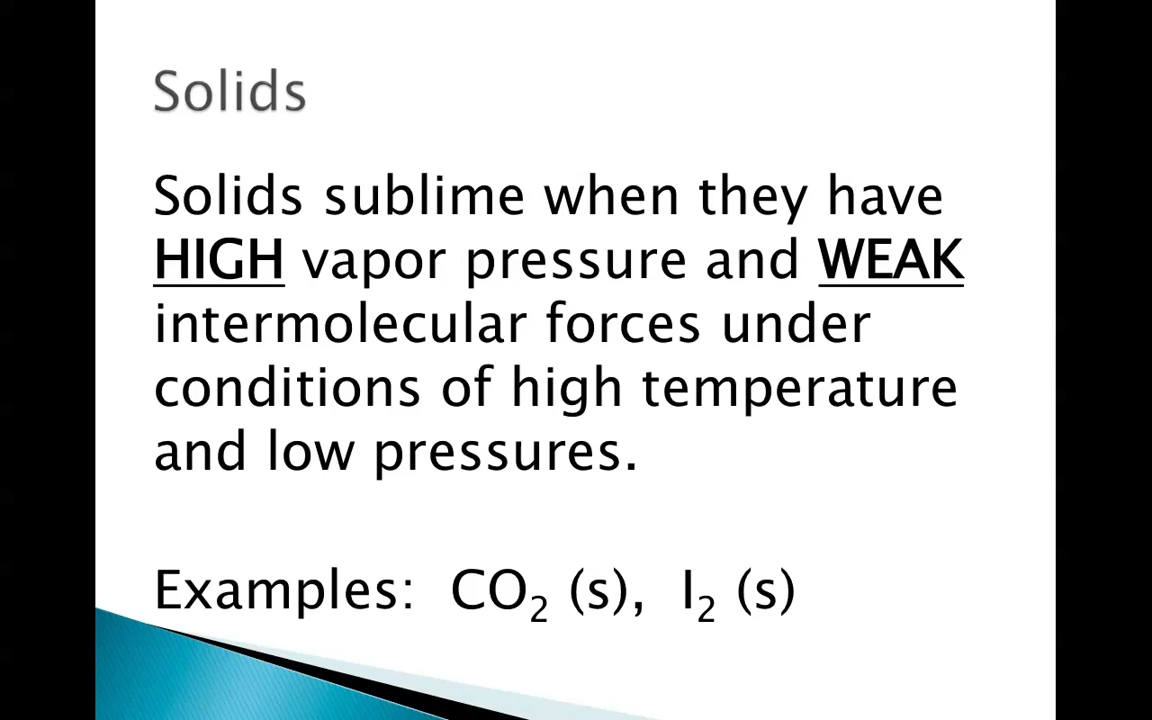 Solids
Solids sublime when they have
HIGH vapor pressure and WEAK
intermolecular forces under
conditions of high temperature
and low pressures.
Examples: CO₂ (s), I₂ (s)